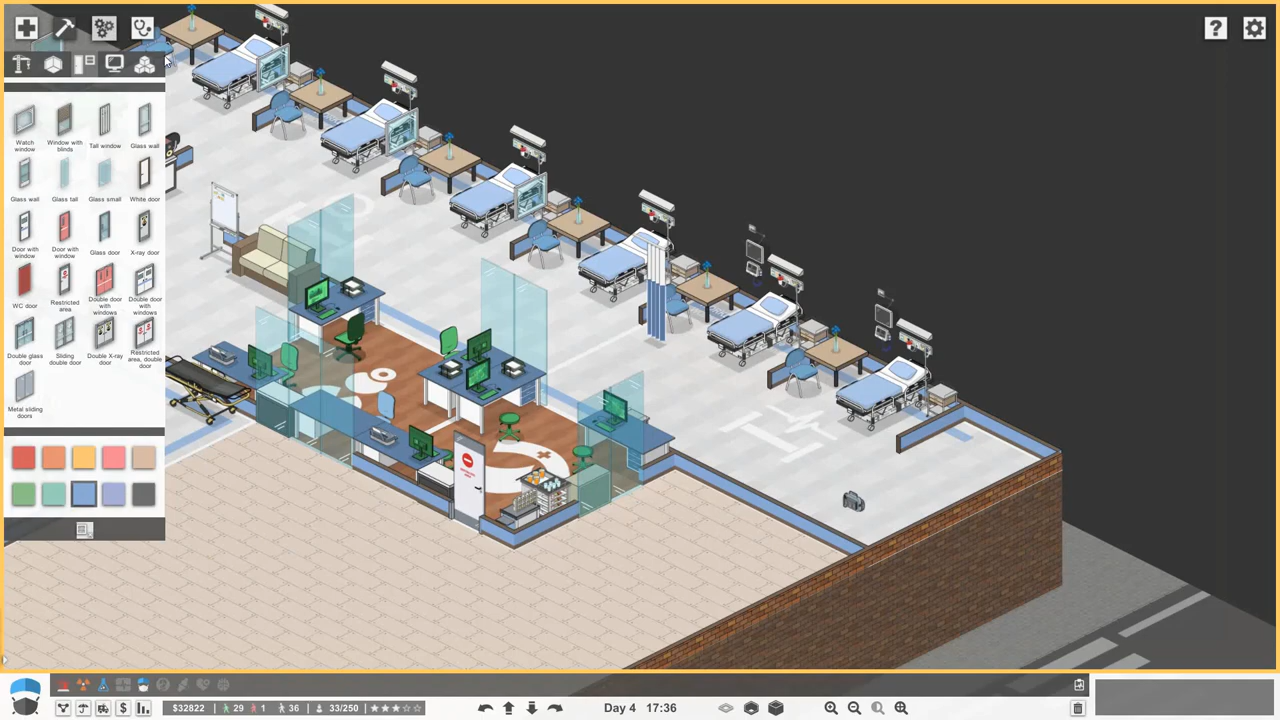 ?
Watch window
Window with blinds
Tall window
Glass wall
Glass wall
Glass tall
Glass small
White door
Door with window
Door with window
Glass door
X-ray door
WC door
Restricted area
Double door with windows
Double door with windows
Double glass door
Sliding double door
Double X-ray door
Restricted area, double door
Metal sliding doors
$32822 29 1 36 33/250
Day 4 17:36